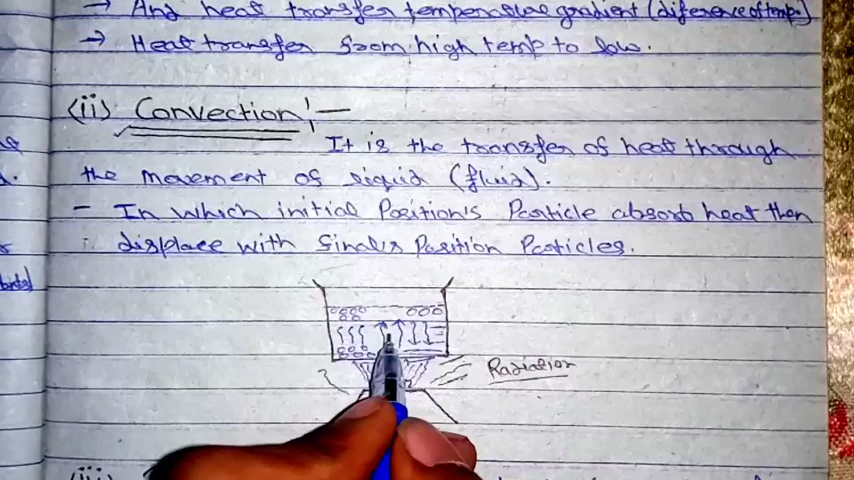 → And heat transfer temperature gradient (diference of temp.)
→ Heat transfer from high temp to low.
(ii) Convection :-
It is the transfer of heat through
the movement of liquid (fluid).
- In which initial Position's Particle absorb heat then
displace with final's Position Particles.
Radiation
(iii)